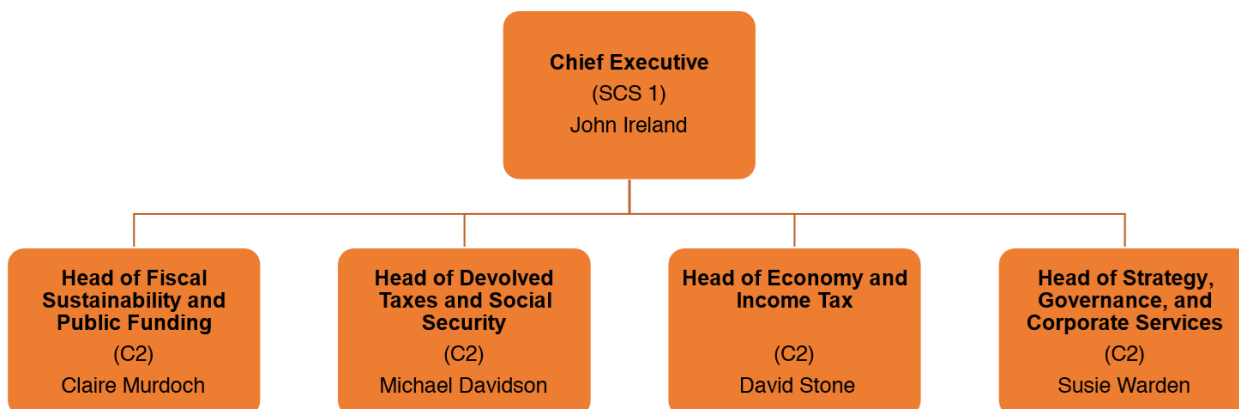 Chief Executive
(SCS 1)
John Ireland
Head of Fiscal
Sustainability and
Public Funding
(C2)
Claire Murdoch
Head of Devolved
Taxes and Social
Security
(C2)
Michael Davidson
Head of Economy and
Income Tax
(C2)
David Stone
Head of Strategy,
Governance, and
Corporate Services
(C2)
Susie Warden